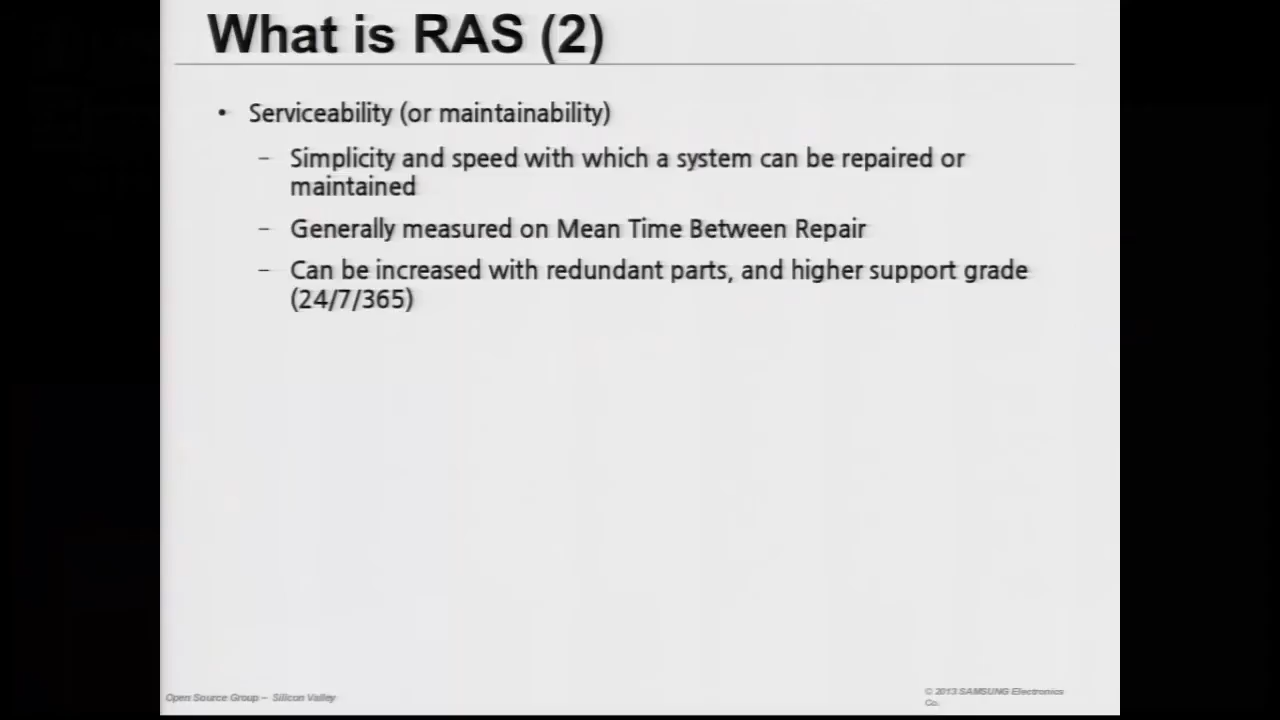 What is RAS (2)
• Serviceability (or maintainability)
– Simplicity and speed with which a system can be repaired or
maintained
– Generally measured on Mean Time Between Repair
– Can be increased with redundant parts, and higher support grade
(24/7/365)
Open Source Group – Silicon Valley
© 2013 SAMSUNG Electronics
Co.